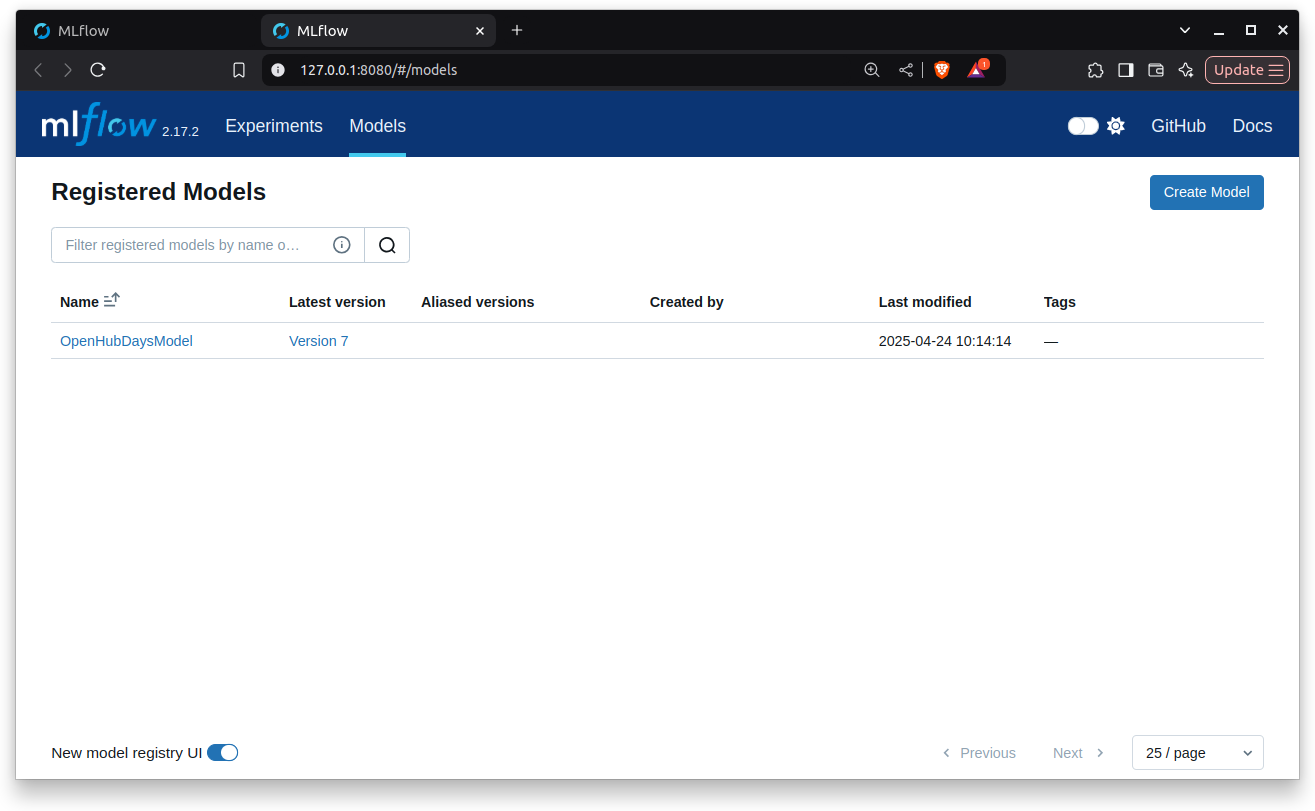 MLflow
MLflow
127.0.0.1:8080/#/models
1
Update
mlflow 2.17.2
Experiments
Models
GitHub
Docs
Registered Models
Create Model
Filter registered models by name o…
Name
Latest version
Aliased versions
Created by
Last modified
Tags
OpenHubDaysModel
Version 7
2025-04-24 10:14:14
—
New model registry UI
Previous
Next
25 / page